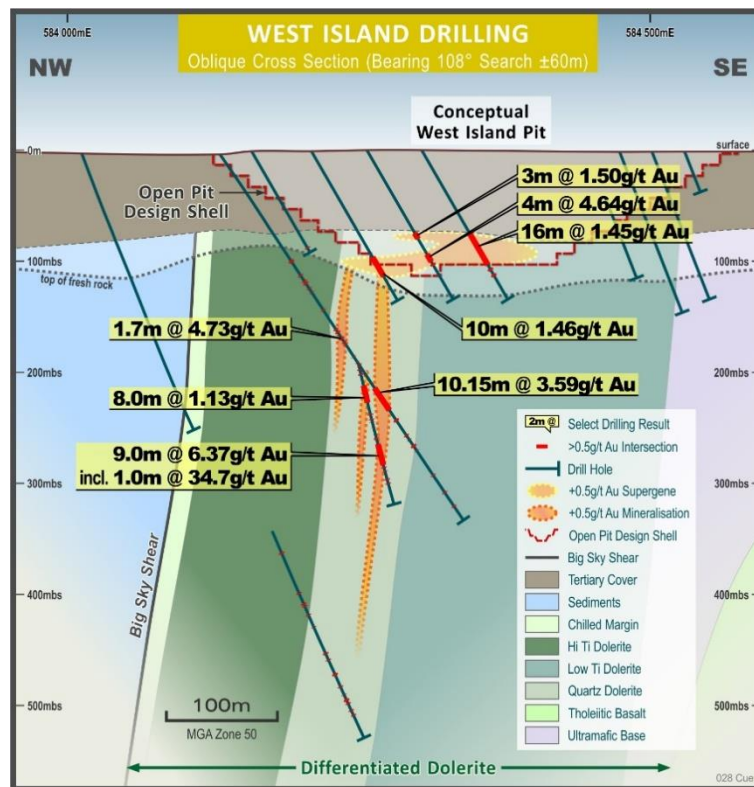 584 000mE
584 500mE
WEST ISLAND DRILLING
Oblique Cross Section (Bearing 108° Search ±60m)
NW
SE
Conceptual
West Island Pit
0m
surface
Open Pit
Design Shell
3m @ 1.50g/t Au
4m @ 4.64g/t Au
16m @ 1.45g/t Au
100mbs
100mbs
top of fresh rock
1.7m @ 4.73g/t Au
10m @ 1.46g/t Au
200mbs
200mbs
8.0m @ 1.13g/t Au
10.15m @ 3.59g/t Au
9.0m @ 6.37g/t Au
incl. 1.0m @ 34.7g/t Au
300mbs
300mbs
2m @
Select Drilling Result
>0.5g/t Au Intersection
Drill Hole
+0.5g/t Au Supergene
+0.5g/t Au Mineralisation
Open Pit Design Shell
Big Sky Shear
Tertiary Cover
Sediments
Chilled Margin
Hi Ti Dolerite
Low Ti Dolerite
Quartz Dolerite
Tholeiitic Basalt
Ultramafic Base
Big Sky Shear
400mbs
400mbs
500mbs
500mbs
100m
MGA Zone 50
Differentiated Dolerite
028 Cue